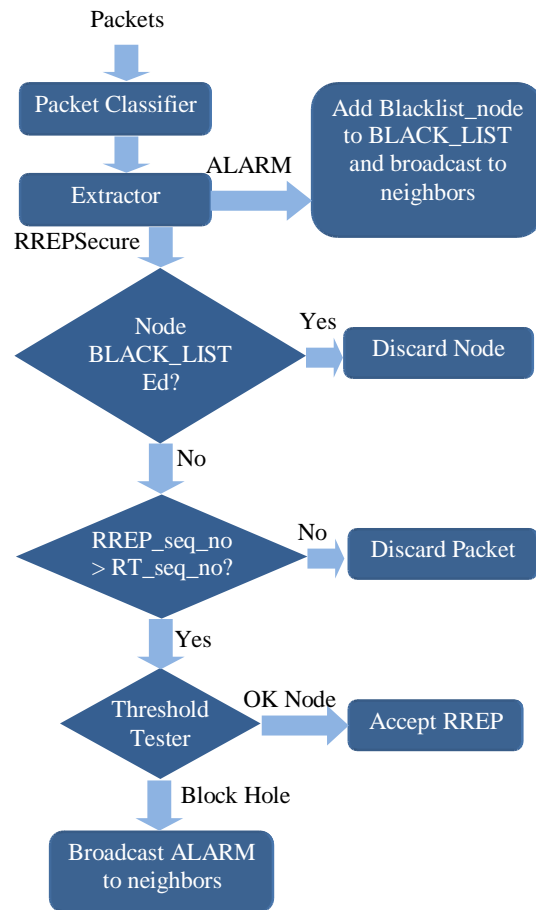 Packets
Packet Classifier
Add Blacklist_node
to BLACK_LIST
and broadcast to
neighbors
ALARM
Extractor
RREPSecure
Node
BLACK_LIST
Ed?
Yes
Discard Node
No
RREP_seq_no
> RT_seq_no?
No
Discard Packet
Yes
Threshold
Tester
OK Node
Accept RREP
Block Hole
Broadcast ALARM
to neighbors